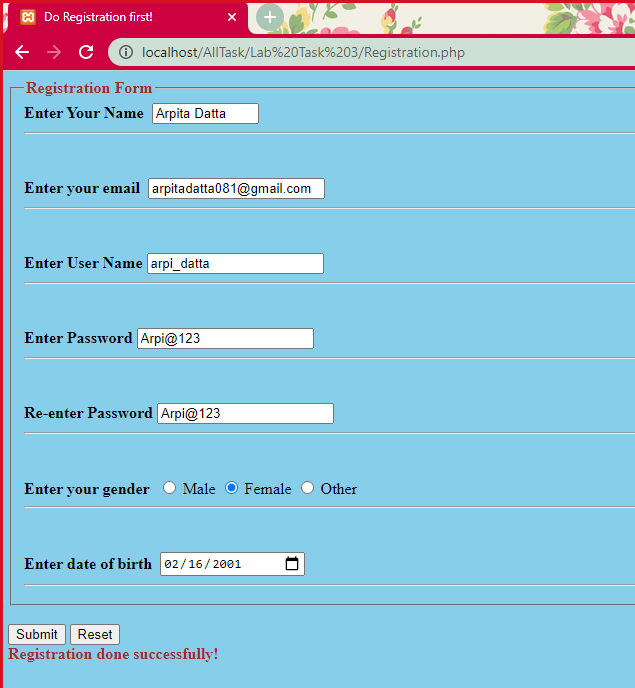 Do Registration first!
localhost/AllTask/Lab%20Task%203/Registration.php
Registration Form
Enter Your Name Arpita Datta
Enter your email arpitadatta081@gmail.com
Enter User Name arpi_datta
Enter Password Arpi@123
Re-enter Password Arpi@123
Enter your gender Male Female Other
Enter date of birth 02/16/2001
Submit Reset
Registration done successfully!